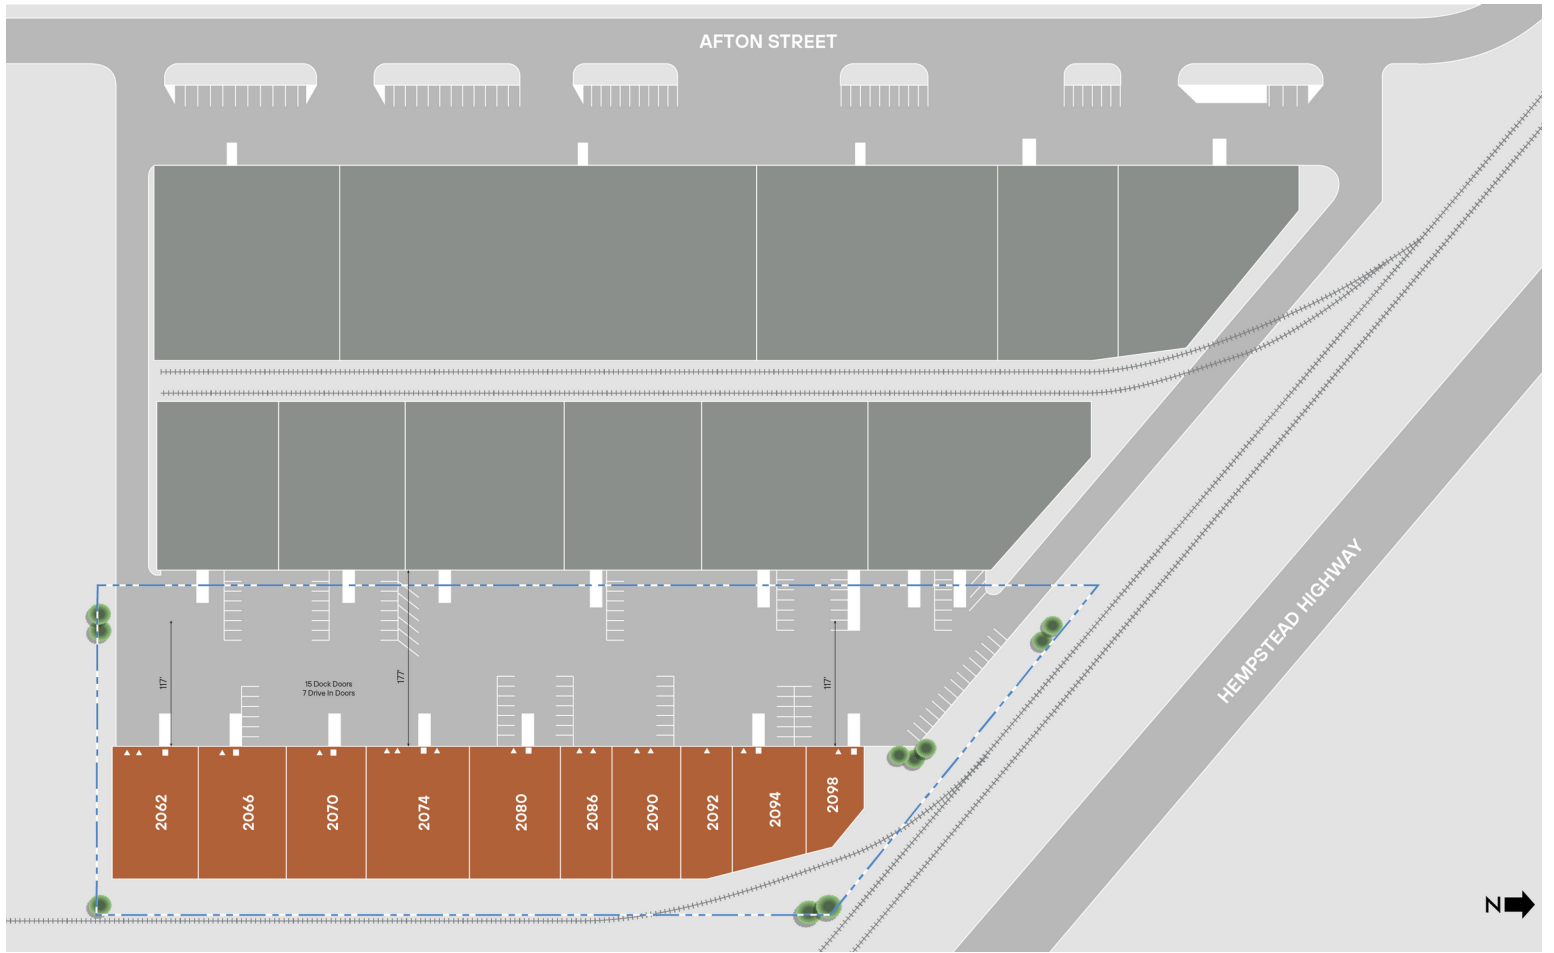 AFTON STREET
HEMPSTEAD HIGHWAY
117'
177'
117'
15 Dock Doors
7 Drive In Doors
2062
2066
2070
2074
2080
2086
2090
2092
2094
2098
N